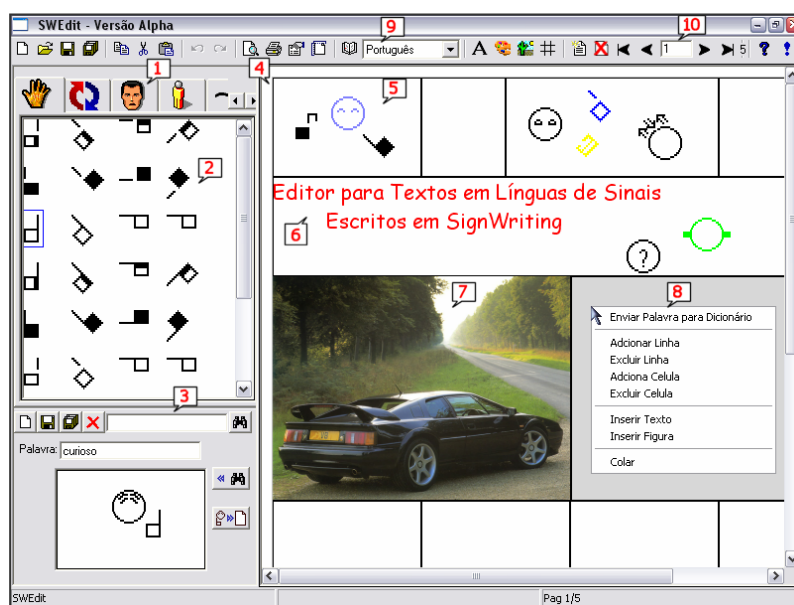 SWEdit - Versão Alpha
9
10
Português
A
1
5
1
4
5
2
Editor para Textos em Línguas de Sinais
6
Escritos em SignWriting
?
7
8
Enviar Palavra para Dicionário
Adicionar Linha
Excluir Linha
Adiciona Celula
Excluir Celula
Inserir Texto
Inserir Figura
Colar
3
Palavra:
curioso
SWEdit
Pag 1/5